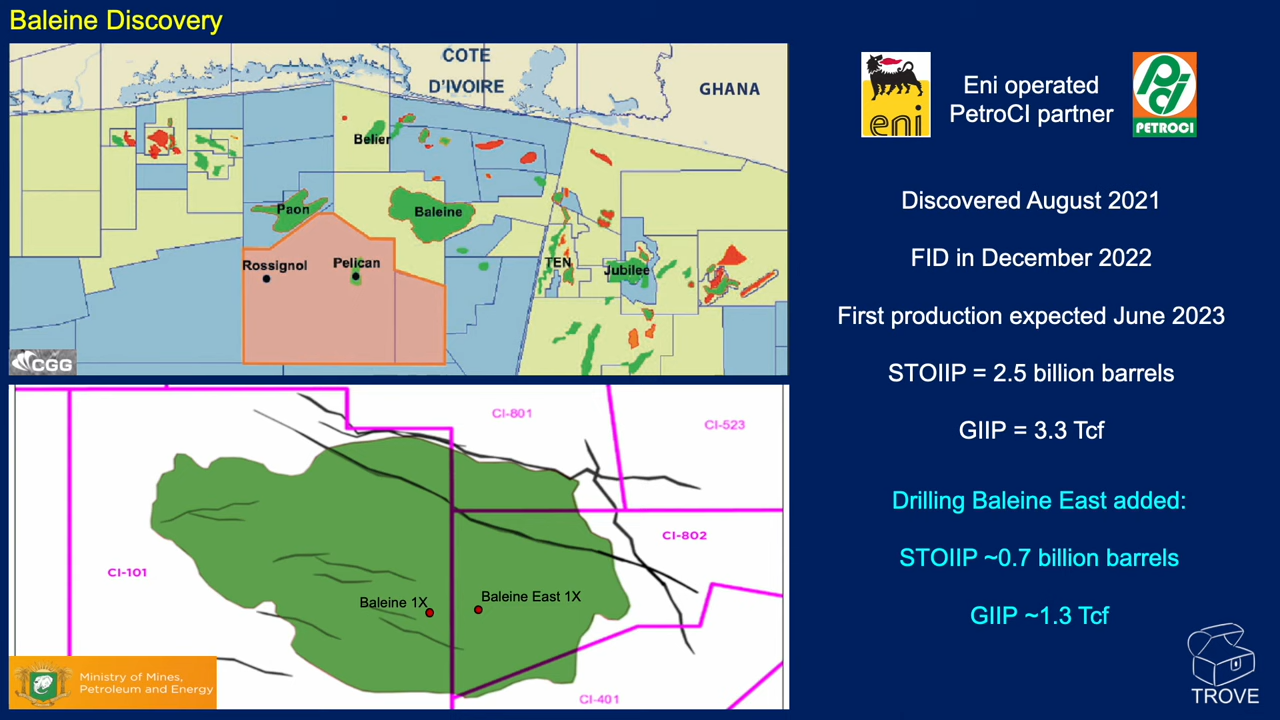 Baleine Discovery
COTE
D'IVOIRE
GHANA
Belier
Paon
Baleine
Rossignol
Pelican
TEN
Jubilee
CGG
CI-801
CI-523
CI-802
CI-101
Baleine 1X
Baleine East 1X
CI-401
Ministry of Mines,
Petroleum and Energy
eni
Eni operated
PetroCI partner
PCI
PETROCI
Discovered August 2021
FID in December 2022
First production expected June 2023
STOIIP = 2.5 billion barrels
GIIP = 3.3 Tcf
Drilling Baleine East added:
STOIIP ~0.7 billion barrels
GIIP ~1.3 Tcf
TROVE